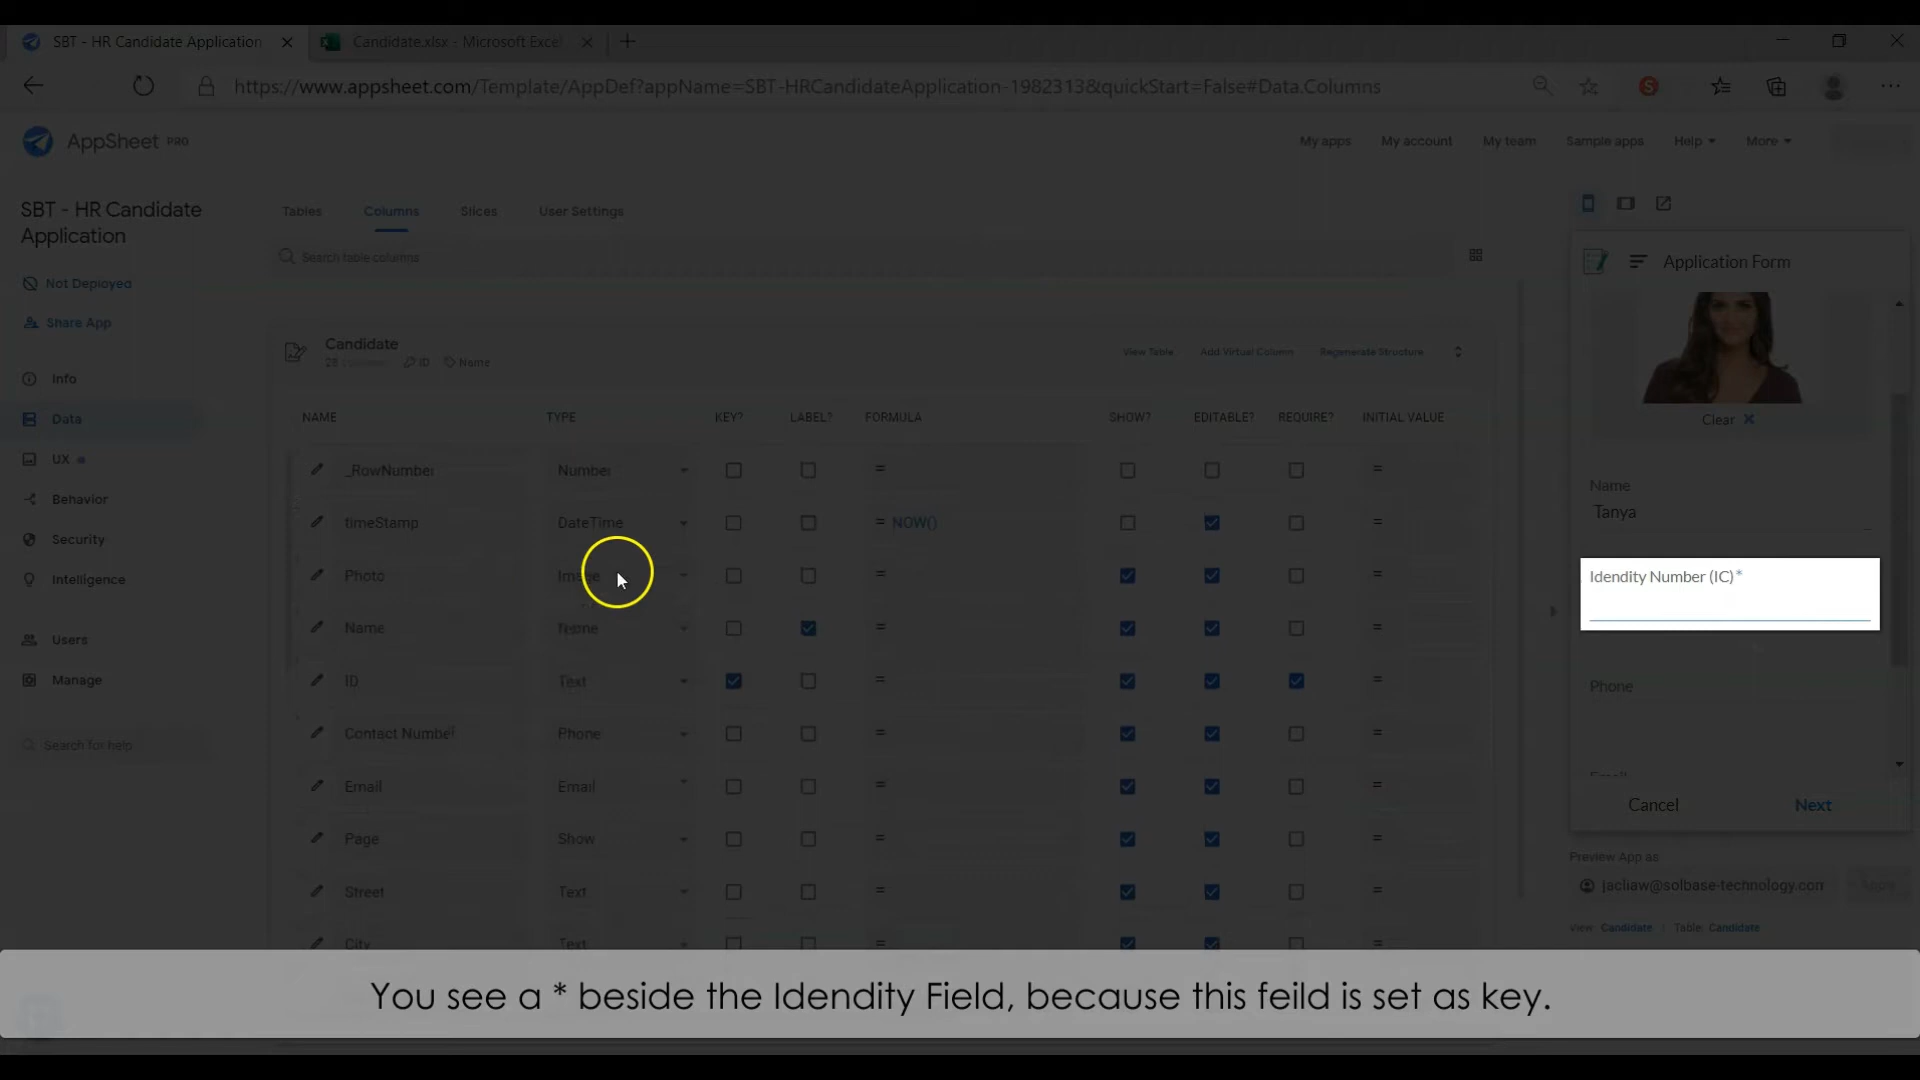 SBT - HR Candidate Application
Candidate.xlsx - Microsoft Excel
https://www.appsheet.com/Template/AppDef?appName=SBT-HRCandidateApplication-1982313&quickStart=False#Data.Columns
AppSheet PRO
My apps
My account
My team
Sample apps
Help
More
SBT - HR Candidate
Application
Not Deployed
Share App
Info
Data
UX
Behavior
Security
Intelligence
Users
Manage
Search for help
Tables
Columns
Slices
User Settings
Search table columns
Candidate
28 ID Name
View Table
Add Virtual Column
Regenerate Structure
NAME TYPE KEY? LABEL? FORMULA SHOW? EDITABLE? REQUIRE? INITIAL VALUE
_RowNumber Number = =
timeStamp DateTime = NOW() =
Photo Image = =
Name = =
ID Text = =
Contact Number Phone = =
Email Email = =
Page Show = =
Street Text = =
City Text = =
Application Form
Clear
Name
Tanya
Idendity Number (IC)*
Phone
Email
Cancel
Next
Preview App as
jacliaw@solbase-technology.con
View Candidate | Table Candidate
You see a * beside the Idendity Field, because this feild is set as key.